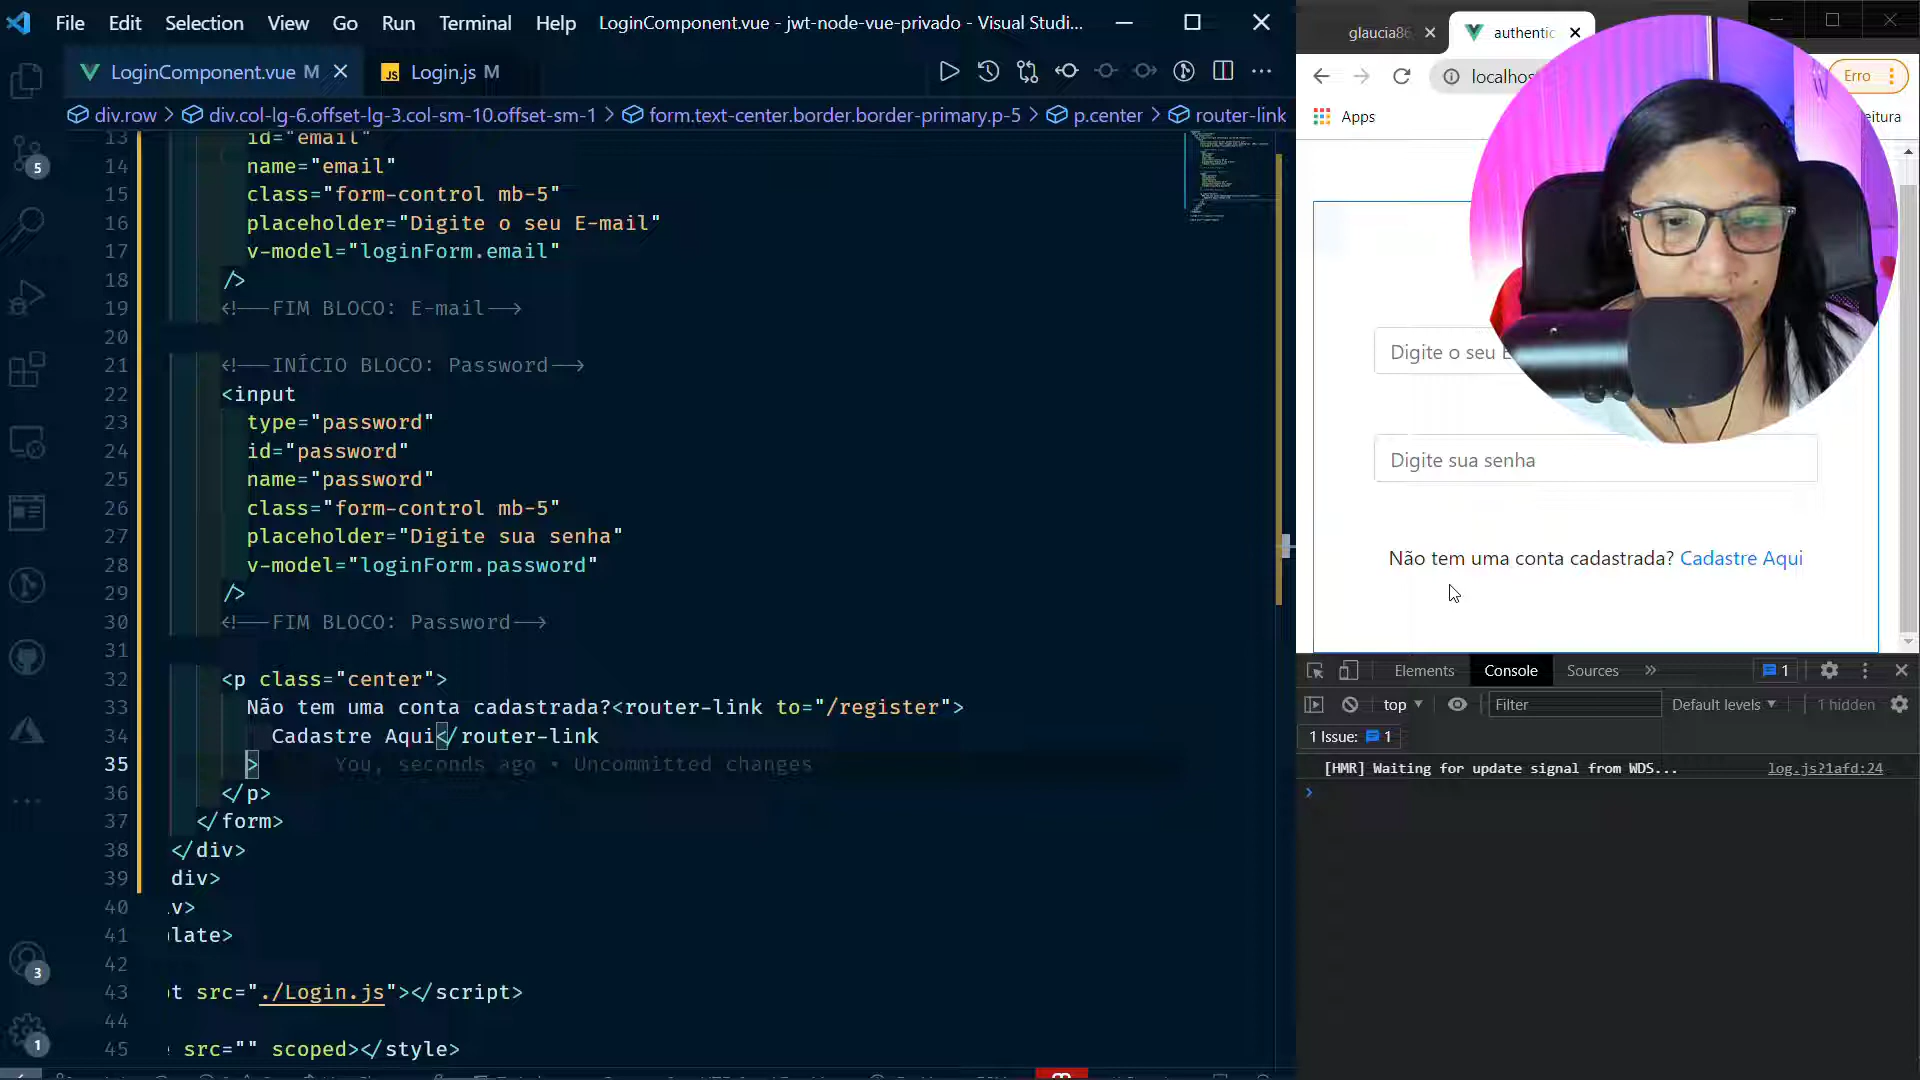 File Edit Selection View Go Run Terminal Help LoginComponent.vue - jwt-node-vue-privado - Visual Studi...
LoginComponent.vue M
JS Login.js M
div.row > div.col-lg-6.offset-lg-3.col-sm-10.offset-sm-1 > form.text-center.border.border-primary.p-5 > p.center > router-link
13 id="email"
14 name="email"
15 class="form-control mb-5"
16 placeholder="Digite o seu E-mail"
17 v-model="loginForm.email"
18 />
19 <!--FIM BLOCO: E-mail-->
20
21 <!--INÍCIO BLOCO: Password-->
22 <input
23 type="password"
24 id="password"
25 name="password"
26 class="form-control mb-5"
27 placeholder="Digite sua senha"
28 v-model="loginForm.password"
29 />
30 <!--FIM BLOCO: Password-->
31
32 <p class="center">
33 Não tem uma conta cadastrada?<router-link to="/register">
34 Cadastre Aqui</router-link
35 > You, seconds ago • Uncommitted changes
36 </p>
37 </form>
38 </div>
39 div>
40 v>
41 plate>
42
43 pt src="./Login.js"></script>
44
45 e src="" scoped></style>
5
3
1
glaucia86
authentic
localhos
Erro
Apps
eitura
Digite o seu E
Digite sua senha
Não tem uma conta cadastrada? Cadastre Aqui
Elements Console Sources » 1
top Filter Default levels 1 hidden
1 Issue: 1
[HMR] Waiting for update signal from WDS... log.js?1afd:24